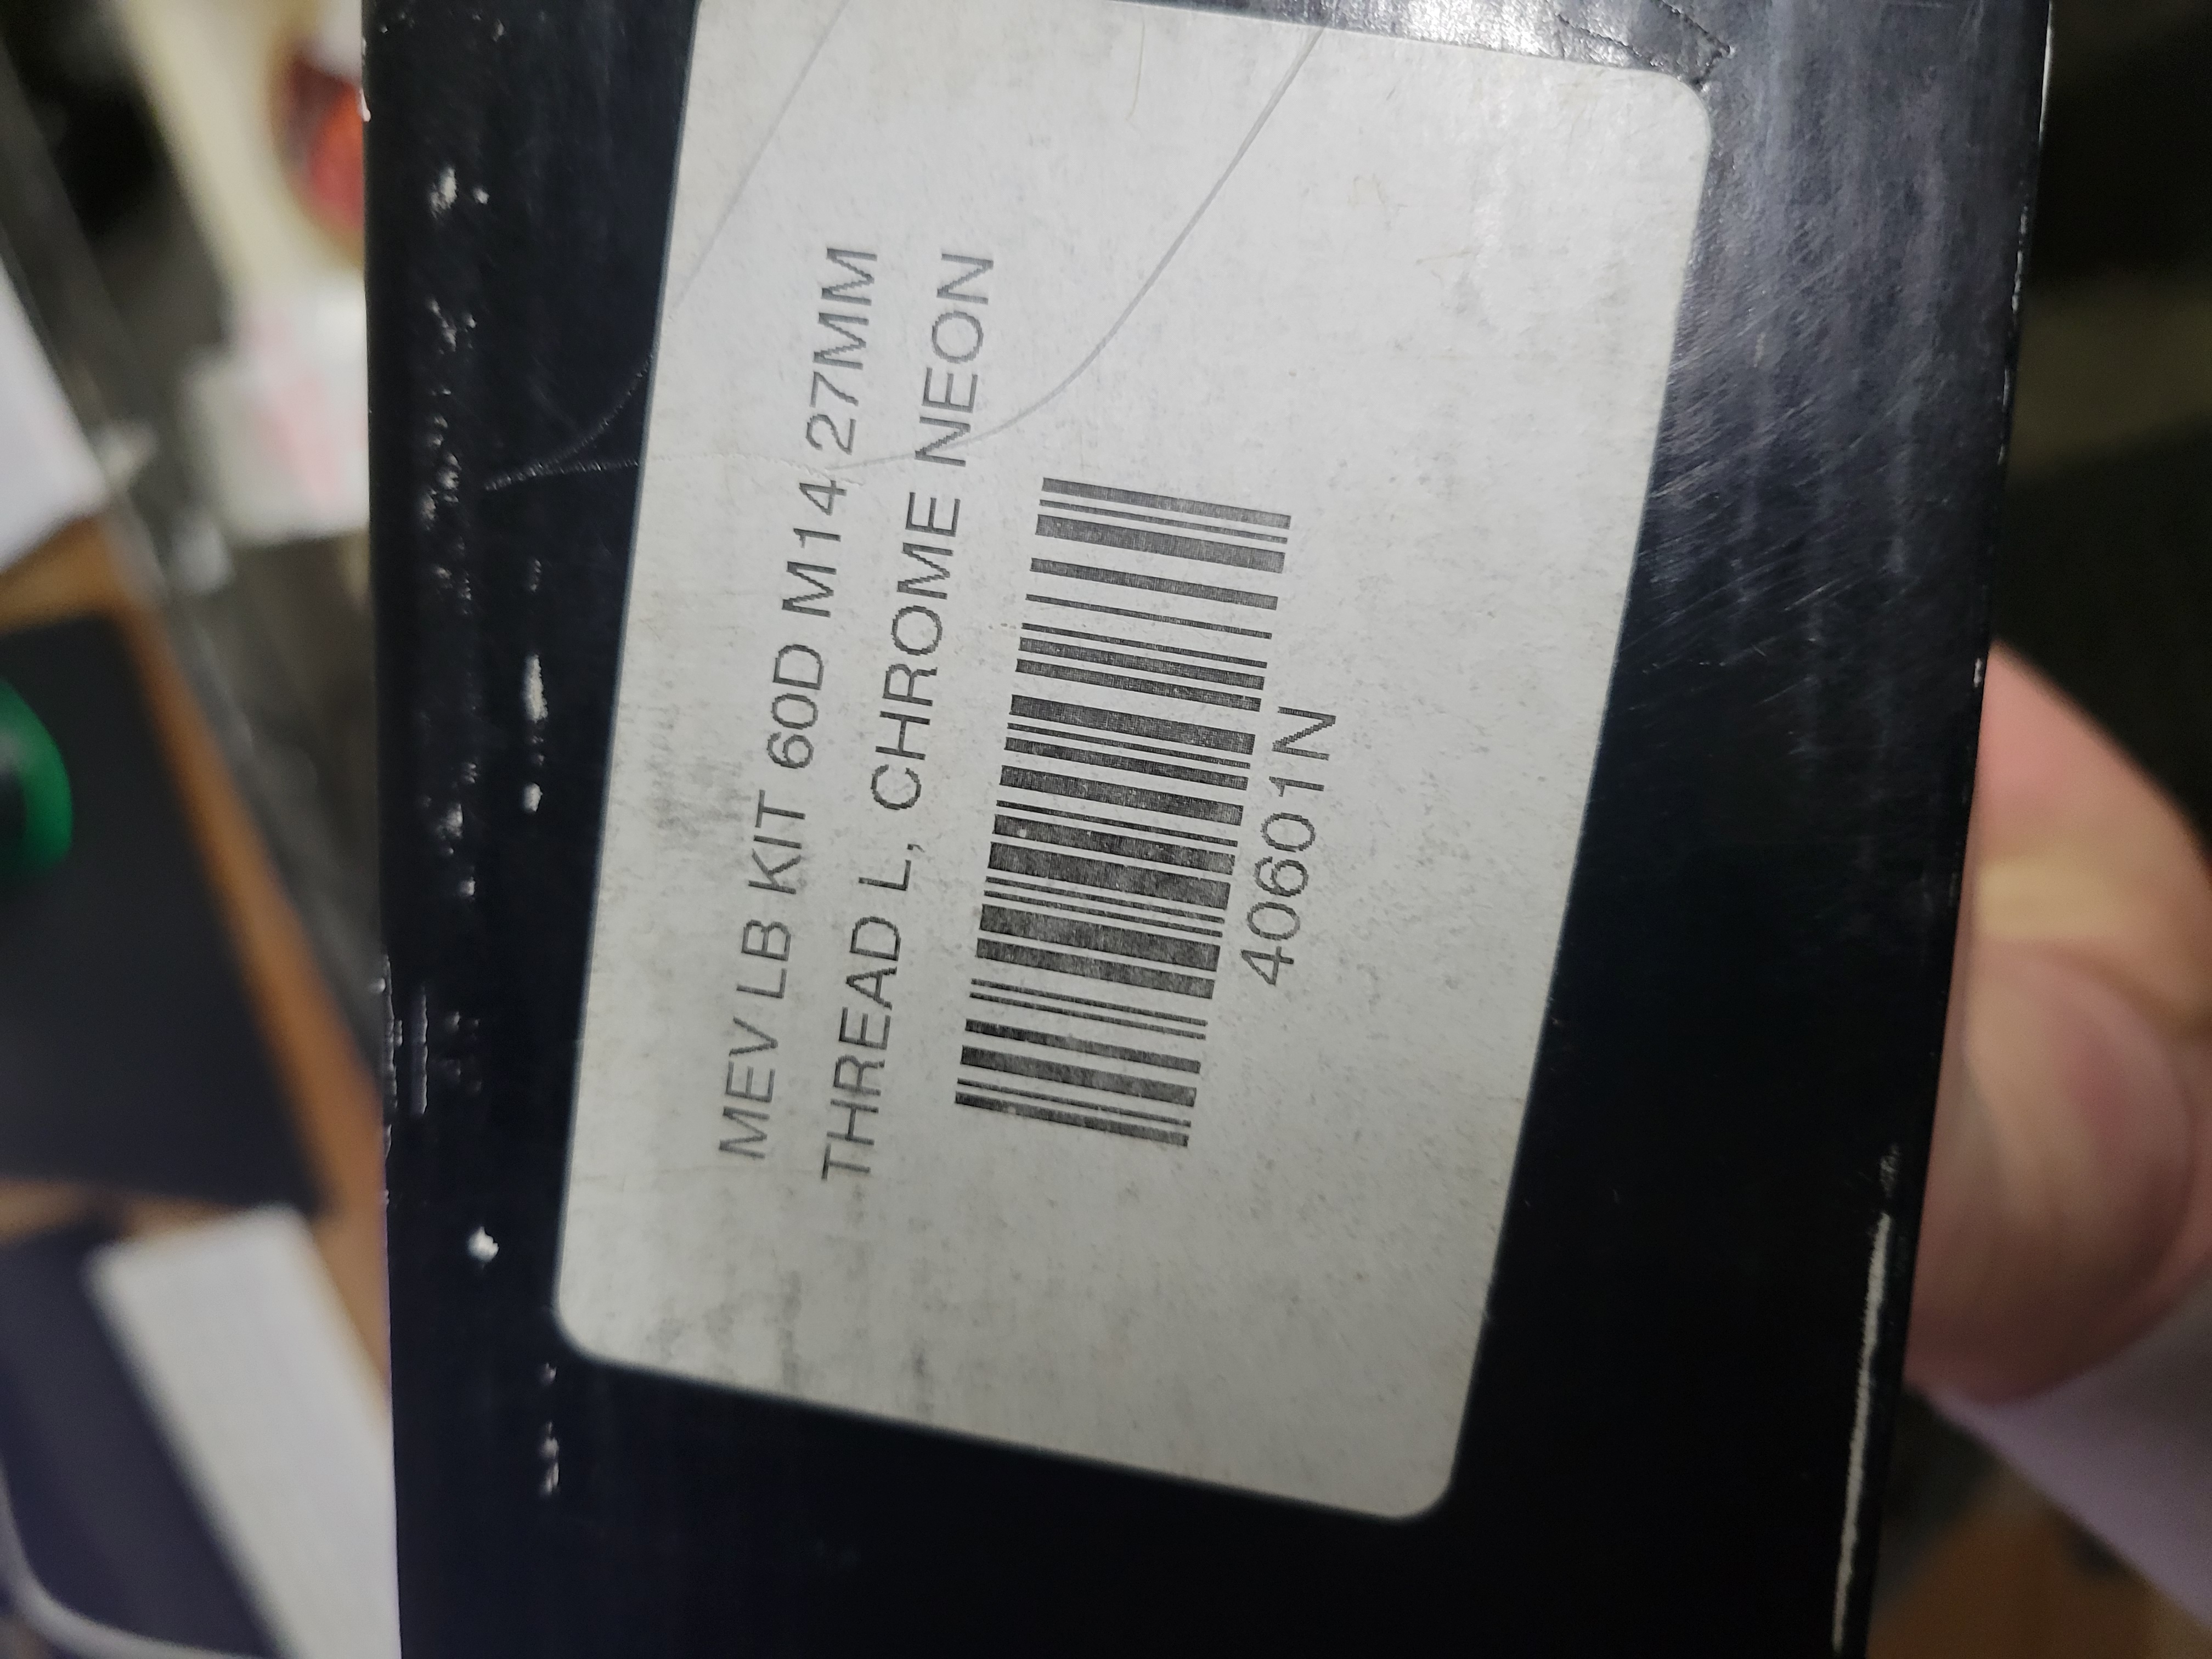 MEV LB KIT 60D M14 27MM
THREAD L, CHROME NEON
40601N